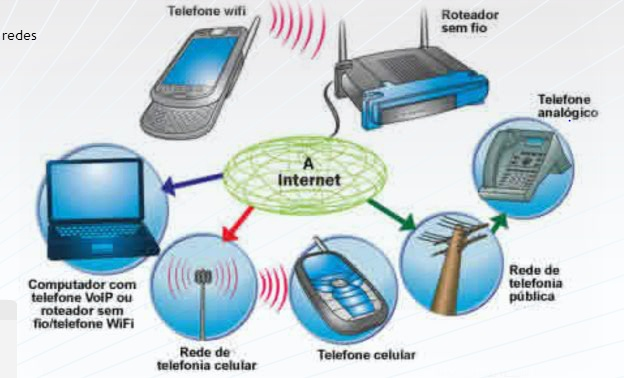 redes
Telefone wifi
Roteador
sem fio
Telefone
analógico
A
Internet
Computador com
telefone VoIP ou
roteador sem
fio/telefone WiFi
Rede de
telefonia celular
Telefone celular
Rede de
telefonia
pública